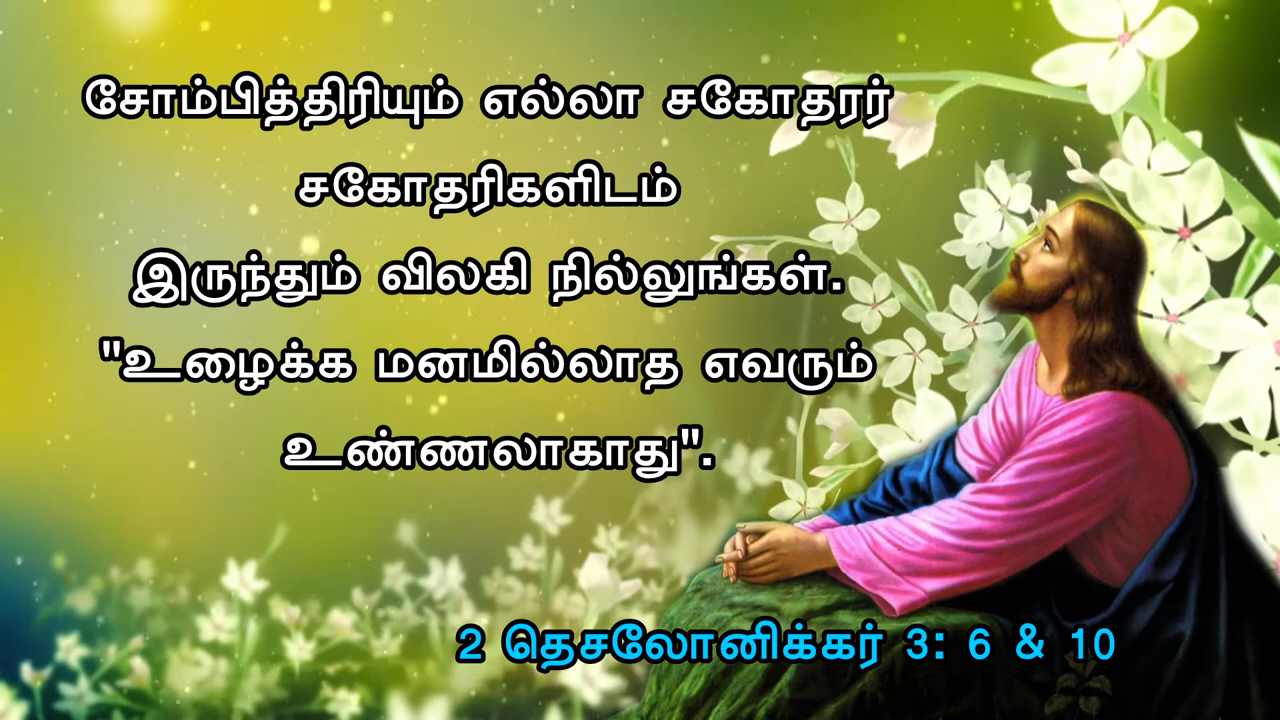 சோம்பித்திரியும் எல்லா சகோதரர்
சகோதரிகளிடம்
இருந்தும் விலகி நில்லுங்கள்.
"உழைக்க மனமில்லாத எவரும்
உண்ணலாகாது".
2 தெசலோனிக்கர் 3: 6 & 10